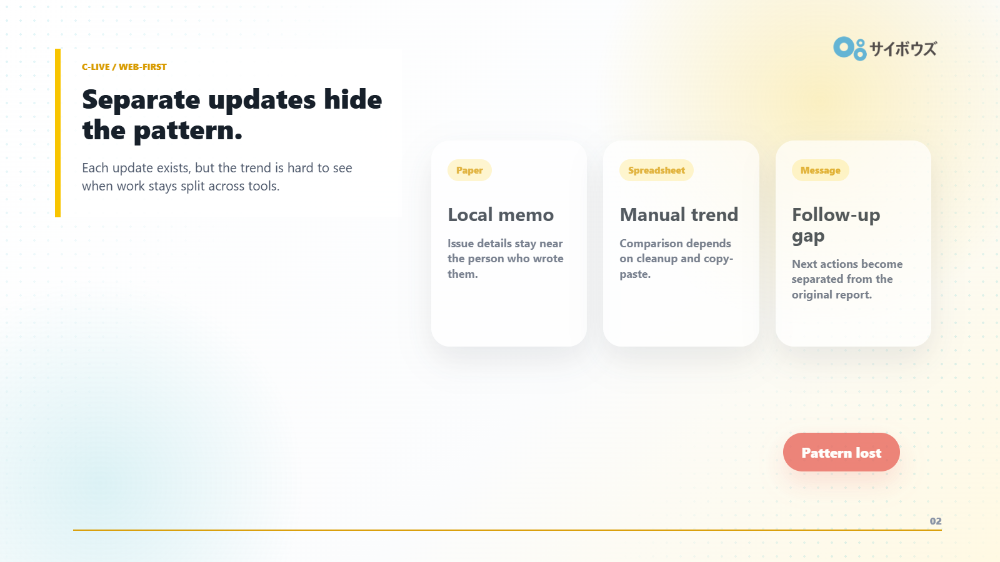 サイボウズ
C-LIVE / WEB-FIRST
Separate updates hide
the pattern.
Each update exists, but the trend is hard to see
when work stays split across tools.
Paper
Local memo
Issue details stay near
the person who wrote
them.
Spreadsheet
Manual trend
Comparison depends
on cleanup and copy-
paste.
Message
Follow-up
gap
Next actions become
separated from the
original report.
Pattern lost
02